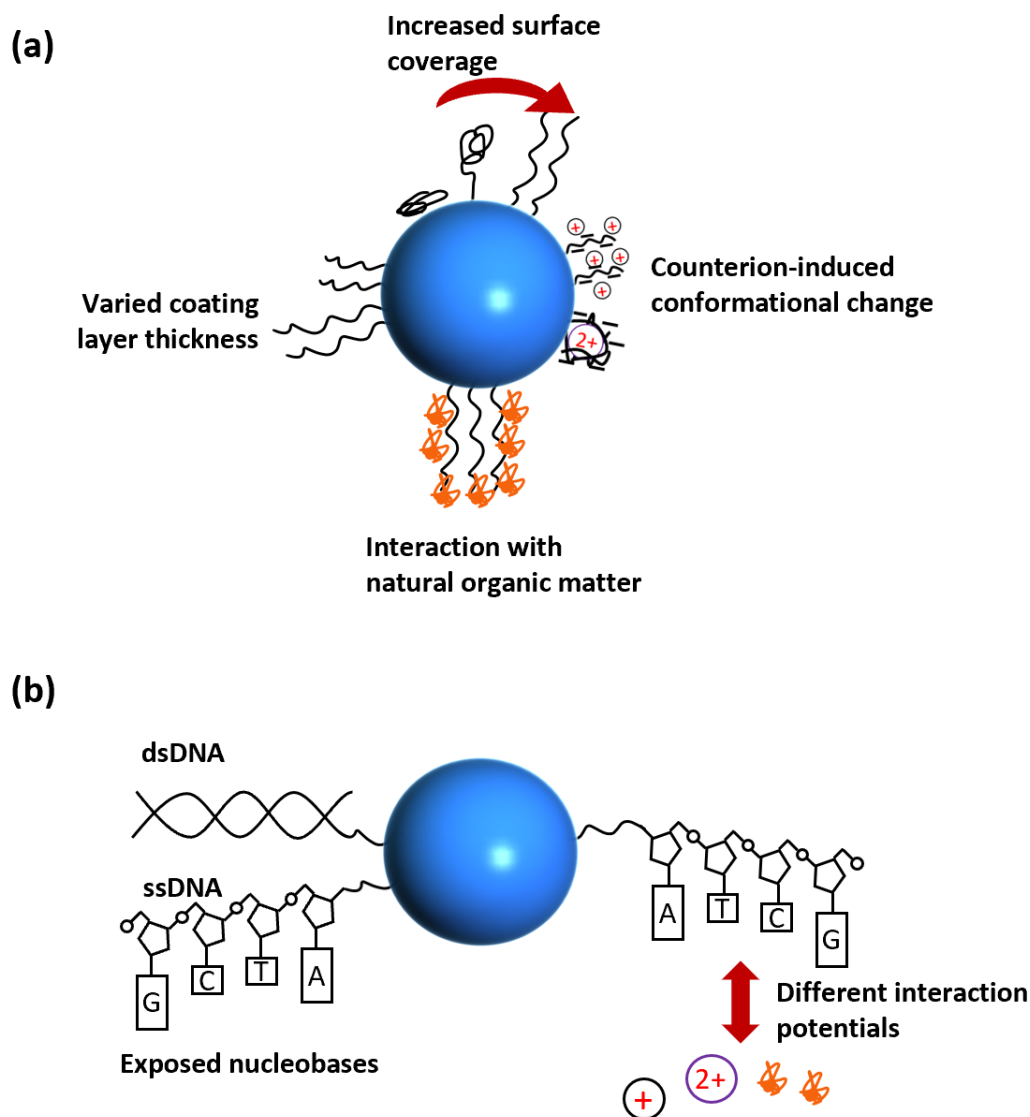 (a)
Increased surface
coverage
+ +
+ +
+
2+
Counterion-induced
conformational change
Varied coating
layer thickness
Interaction with
natural organic matter
(b)
dsDNA
ssDNA
G C T A
A T C G
Exposed nucleobases
Different interaction
potentials
+ 2+